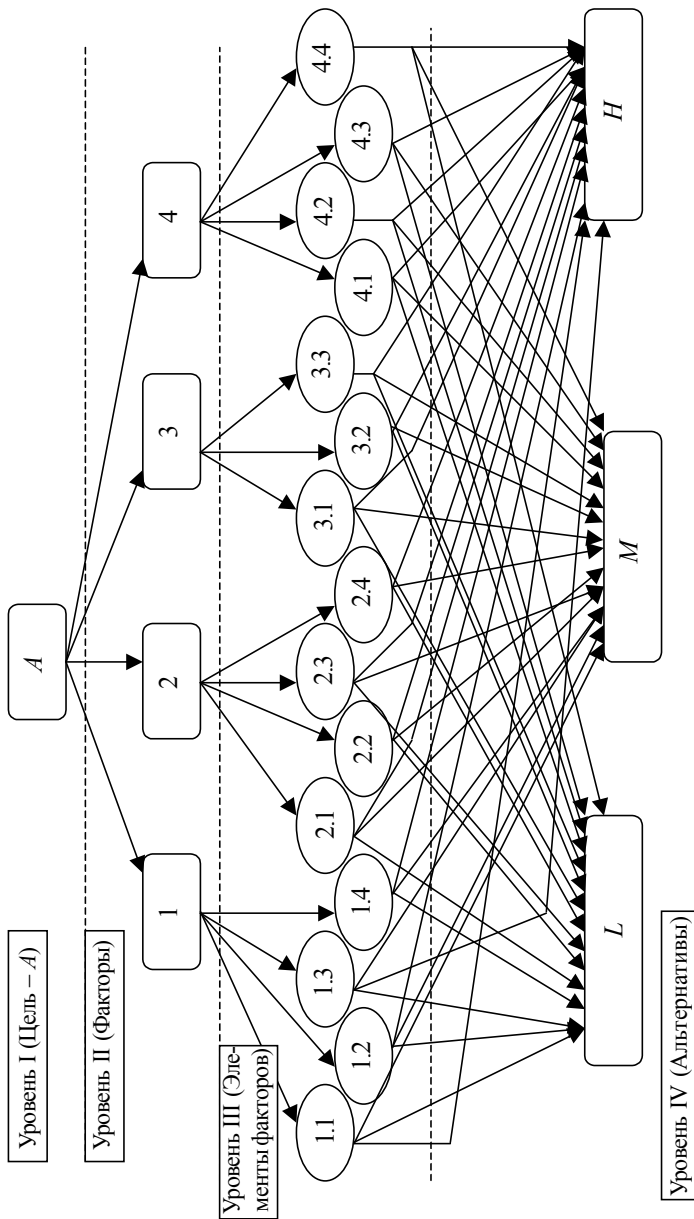 Уровень I (Цель – А)
A
Уровень II (Факторы)
1
2
3
4
Уровень III (Эле-
менты факторов)
1.1
1.2
1.3
1.4
2.1
2.2
2.3
2.4
3.1
3.2
3.3
4.1
4.2
4.3
4.4
L
M
H
Уровень IV (Альтернативы)